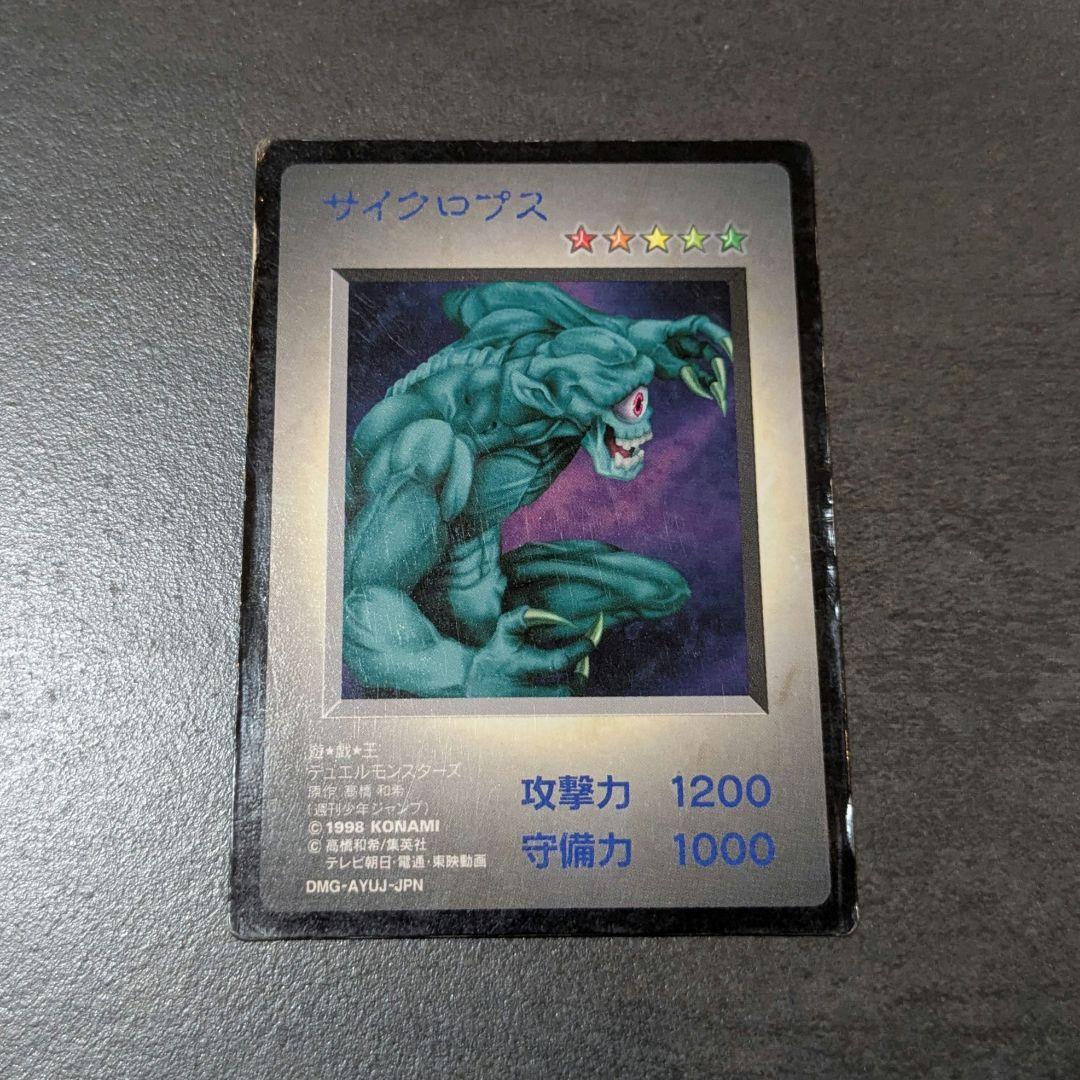 サイクロプス
遊★戯★王
デュエルモンスターズ
原作 高橋 和希
(週刊少年ジャンプ)
©1998 KONAMI
©高橋和希/集英社
テレビ朝日・電通・東映動画
DMG-AYUJ-JPN
攻撃力 1200
守備力 1000